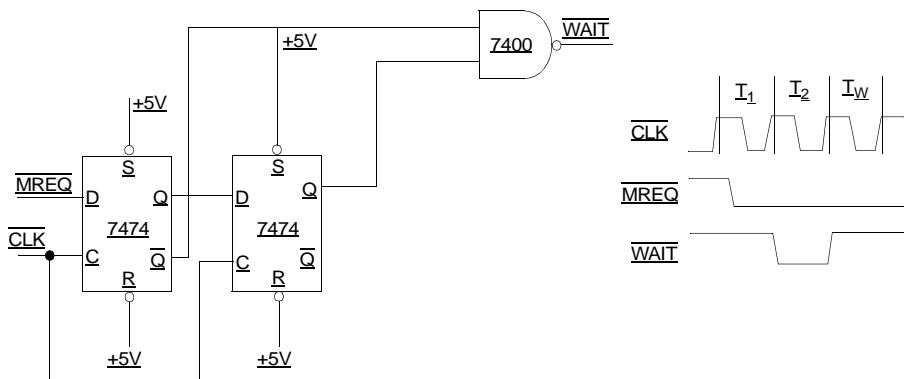 WAIT
7400
+5V
+5V
S
S
MREQ
D
Q
D
Q
7474
7474
CLK
C
Q
C
Q
R
R
+5V
+5V
T1
T2
TW
CLK
MREQ
WAIT